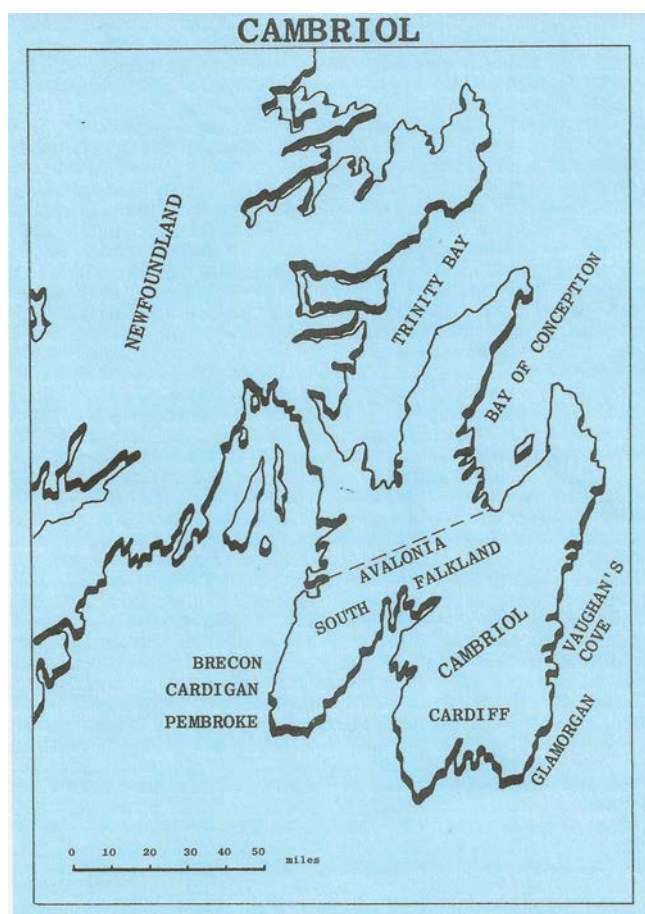 CAMBRIOL
NEWFOUNDLAND
TRINITY BAY
BAY OF CONCEPTION
AVALONIA
SOUTH FALKLAND
VAUGHAN'S
COVE
CAMBRIOL
BRECON
CARDIGAN
PEMBROKE
CARDIFF
GLAMORGAN
0 10 20 30 40 50 miles